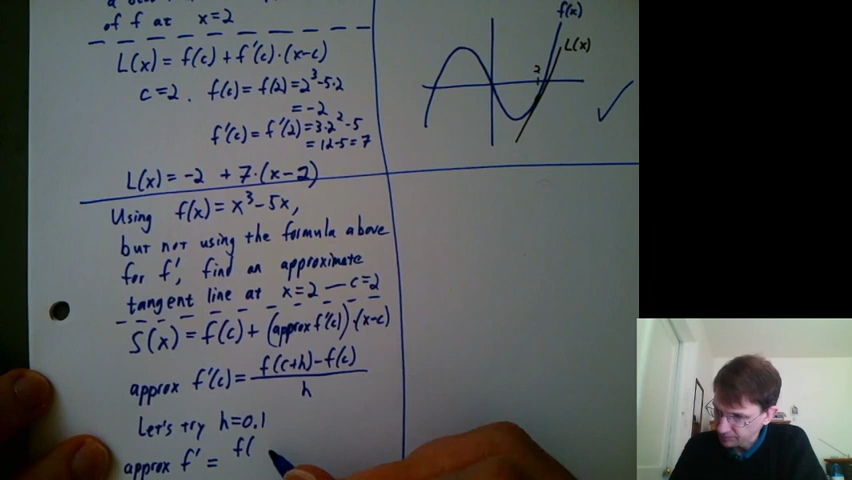 of f at x=2
L(x) = f(c) + f'(c)·(x-c)
c=2. f(c) = f(2) = 2³-5·2
= -2
f'(c) = f'(2) = 3·2²-5
= 12-5=7
L(x) = -2 + 7·(x-2)
Using f(x) = x³-5x,
but not using the formula above
for f', find an approximate
tangent line at x=2 — c=2
S(x) = f(c) + (approx f'(c))·(x-c)
approx f'(c) = f(c+h)-f(c)
h
Let's try h=0.1
approx f' = f(
f(x)
L(x)
2